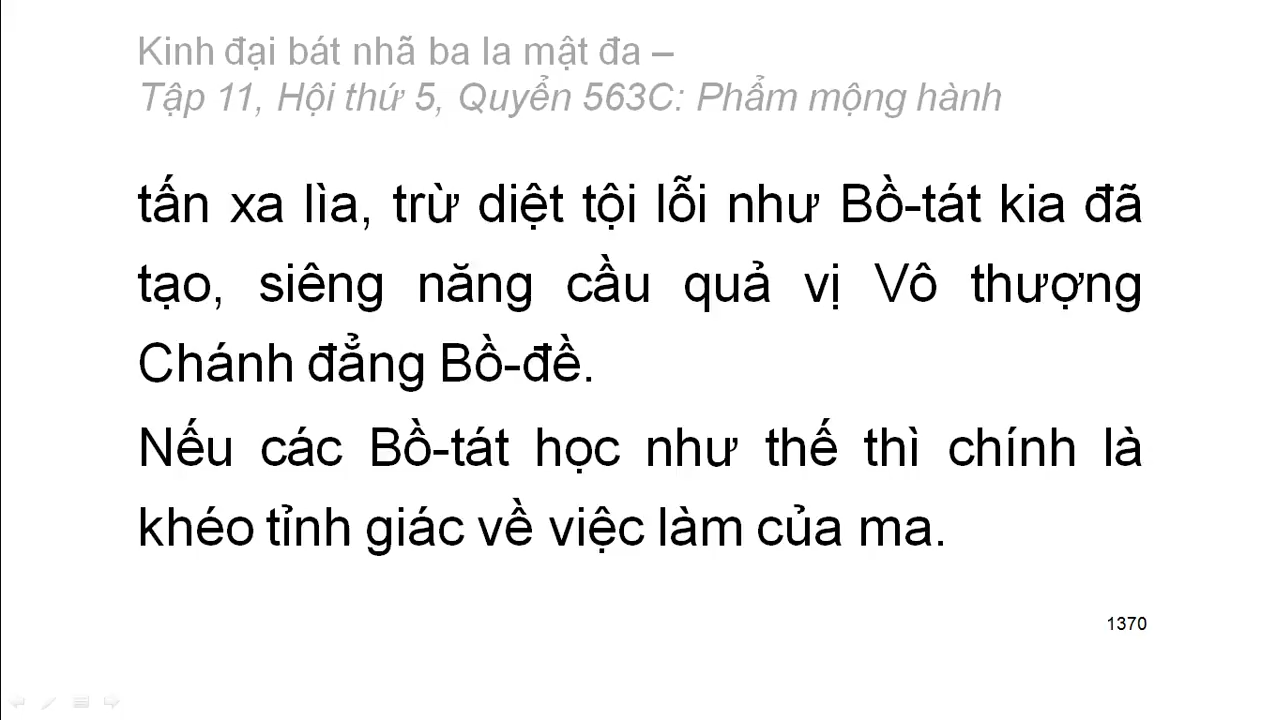 Kinh đại bát nhã ba la mật đa –
Tập 11, Hội thứ 5, Quyển 563C: Phẩm mộng hành
tấn xa lìa, trừ diệt tội lỗi như Bồ-tát kia đã
tạo, siêng năng cầu quả vị Vô thượng
Chánh đẳng Bồ-đề.
Nếu các Bồ-tát học như thế thì chính là
khéo tỉnh giác về việc làm của ma.
1370